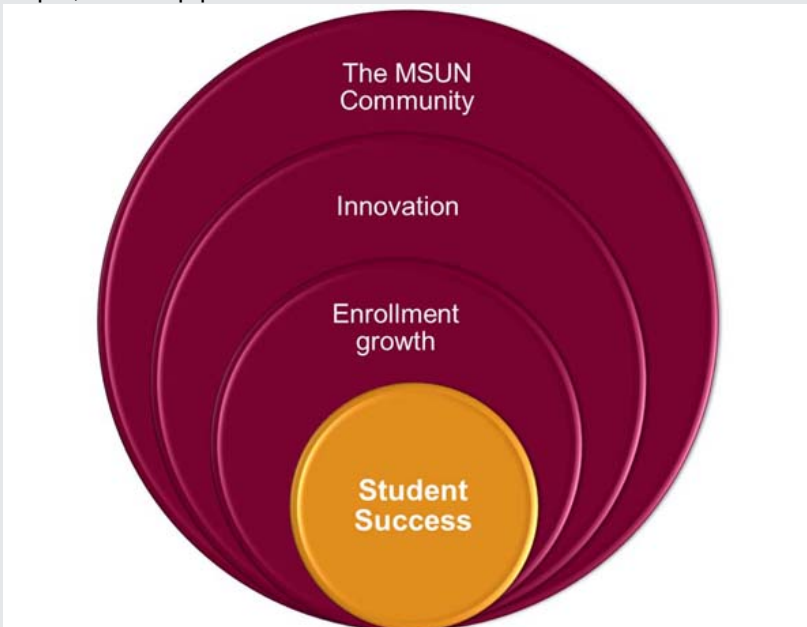 The MSUN
Community
Innovation
Enrollment
growth
Student
Success